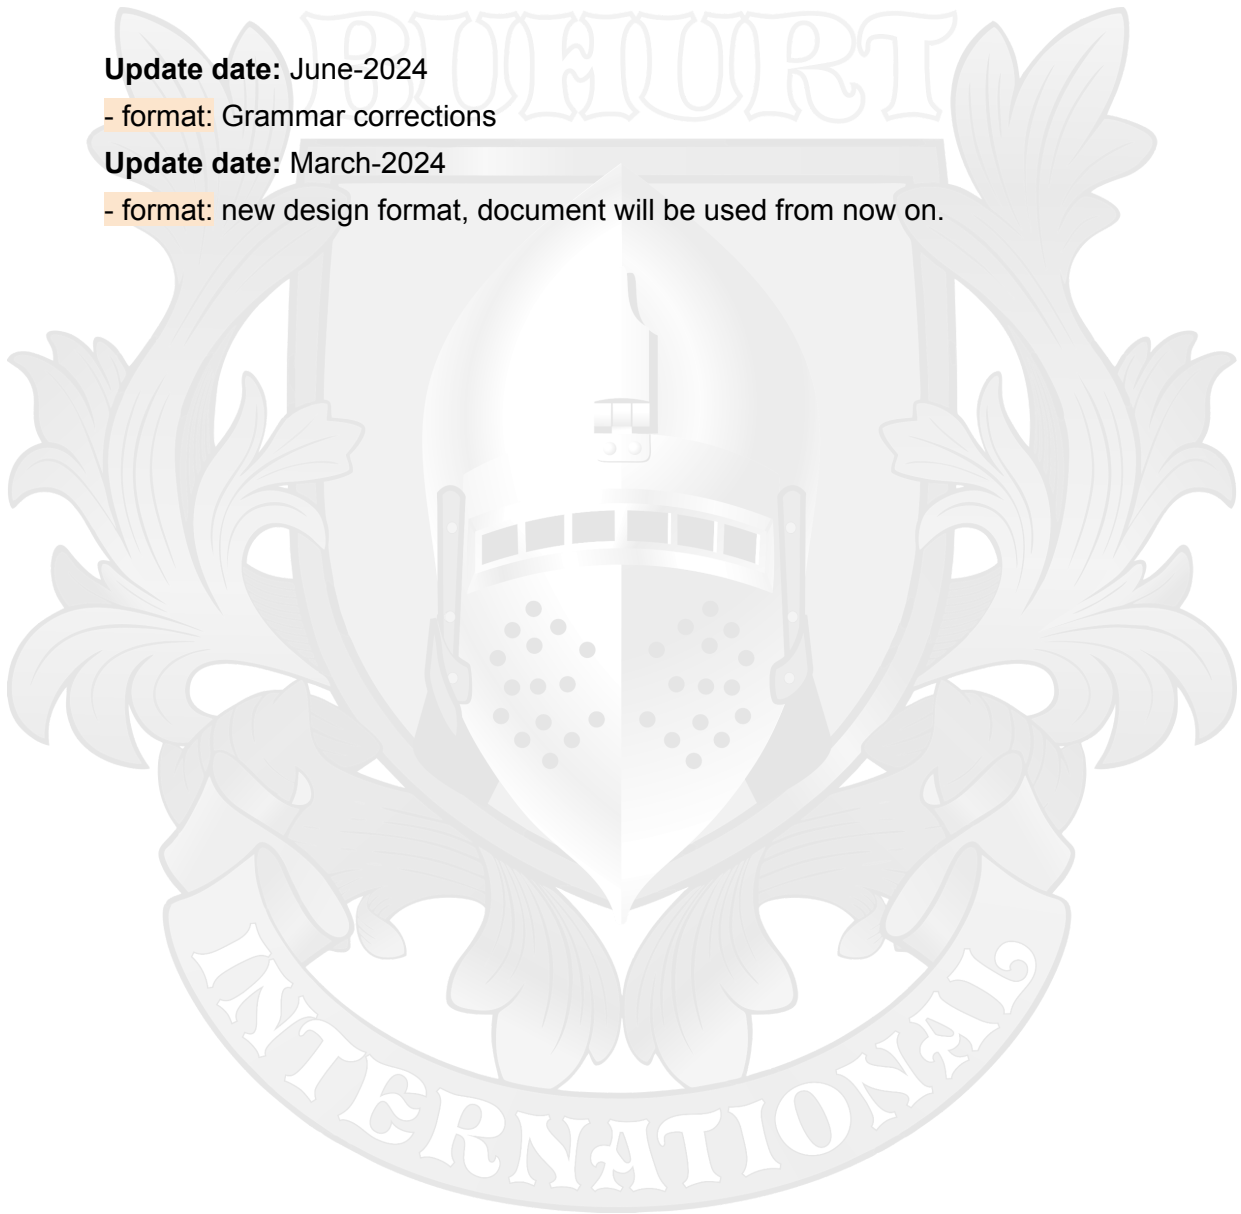 BUHURT
Update date: June-2024
- format: Grammar corrections
Update date: March-2024
- format: new design format, document will be used from now on.
INTERNATIONAL